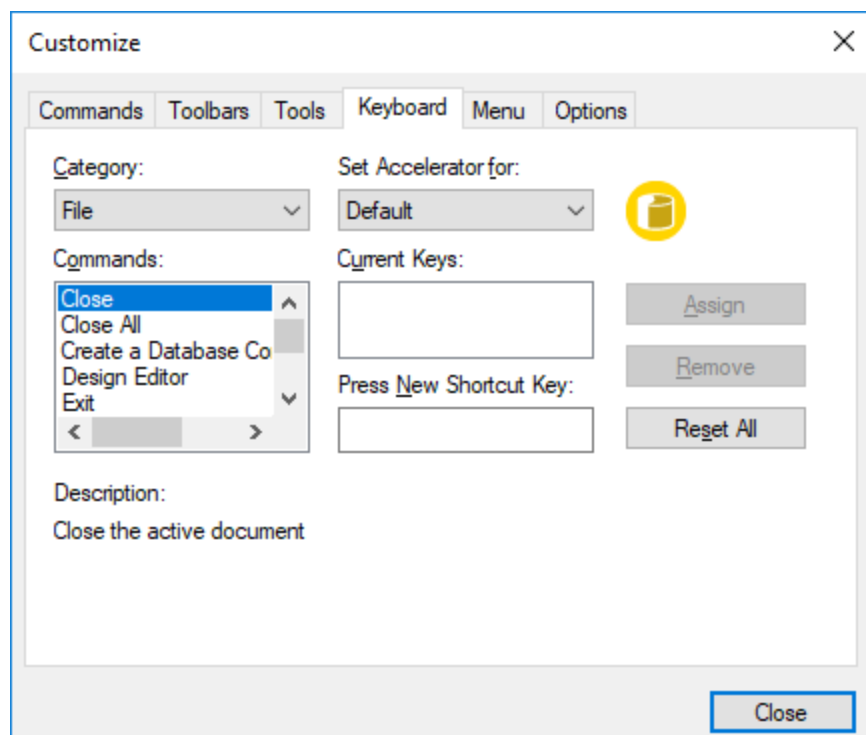 Customize
Commands Toolbars Tools Keyboard Menu Options
Category:
File
Set Accelerator for:
Default
Commands:
Close
Close All
Create a Database Co
Design Editor
Exit
Current Keys:
Press New Shortcut Key:
Assign
Remove
Reset All
Description:
Close the active document
Close